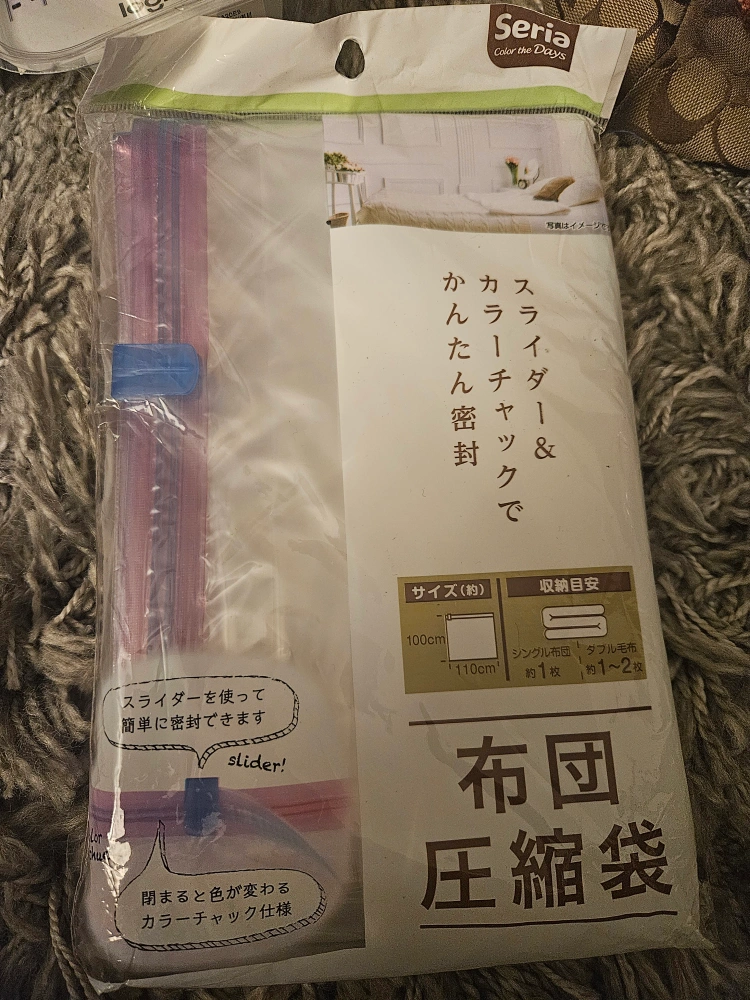 Seria
Color the Days
写真はイメージで
スライダー&
カラーチャックで
かんたん密封
サイズ(約)
100cm
110cm
収納目安
シングル布団
約1枚
ダブル毛布
約1~2枚
布団
圧縮袋
スライダーを使って
簡単に密封できます
slider!
閉まると色が変わる
カラーチャック仕様